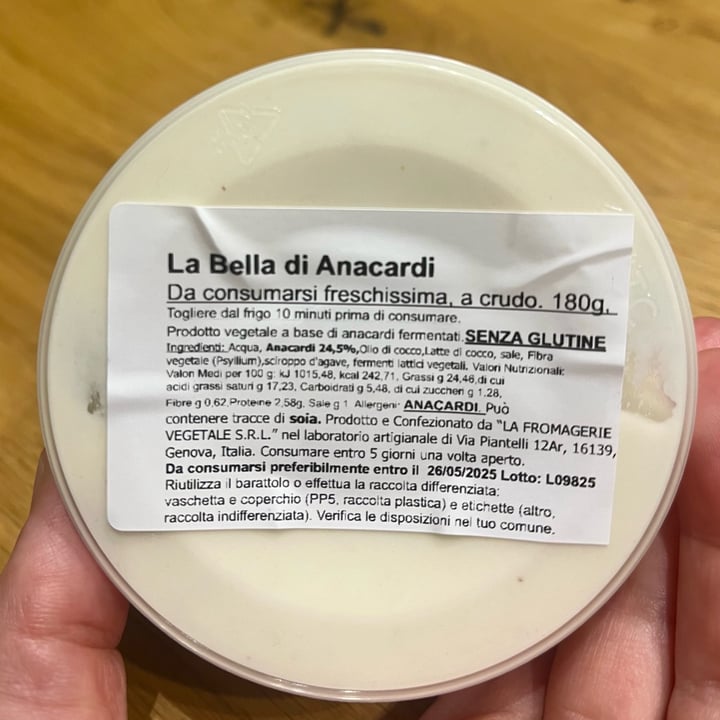 La Bella di Anacardi
Da consumarsi freschissima, a crudo. 180g.
Togliere dal frigo 10 minuti prima di consumare.
Prodotto vegetale a base di anacardi fermentati. SENZA GLUTINE
Ingredienti: Acqua, Anacardi 24,5%, Olio di cocco, Latte di cocco, sale, Fibra
vegetale (Psyllium), sciroppo d'agave, fermenti lattici vegetali. Valori Nutrizionali:
Valori Medi per 100 g: kJ 1015,48, kcal 242,71, Grassi g 24,46, di cui
acidi grassi saturi g 17,23, Carboidrati g 5,48, di cui zuccheri g 1,28,
Fibre g 0,62, Proteine 2,58g, Sale g 1 Allergeni: ANACARDI. Può
contenere tracce di soia. Prodotto e Confezionato da "LA FROMAGERIE
VEGETALE S.R.L." nel laboratorio artigianale di Via Piantelli 12Ar, 16139,
Genova, Italia. Consumare entro 5 giorni una volta aperto.
Da consumarsi preferibilmente entro il 26/05/2025 Lotto: L09825
Riutilizza il barattolo o effettua la raccolta differenziata:
vaschetta e coperchio (PP5, raccolta plastica) e etichette (altro,
raccolta indifferenziata). Verifica le disposizioni nel tuo comune.